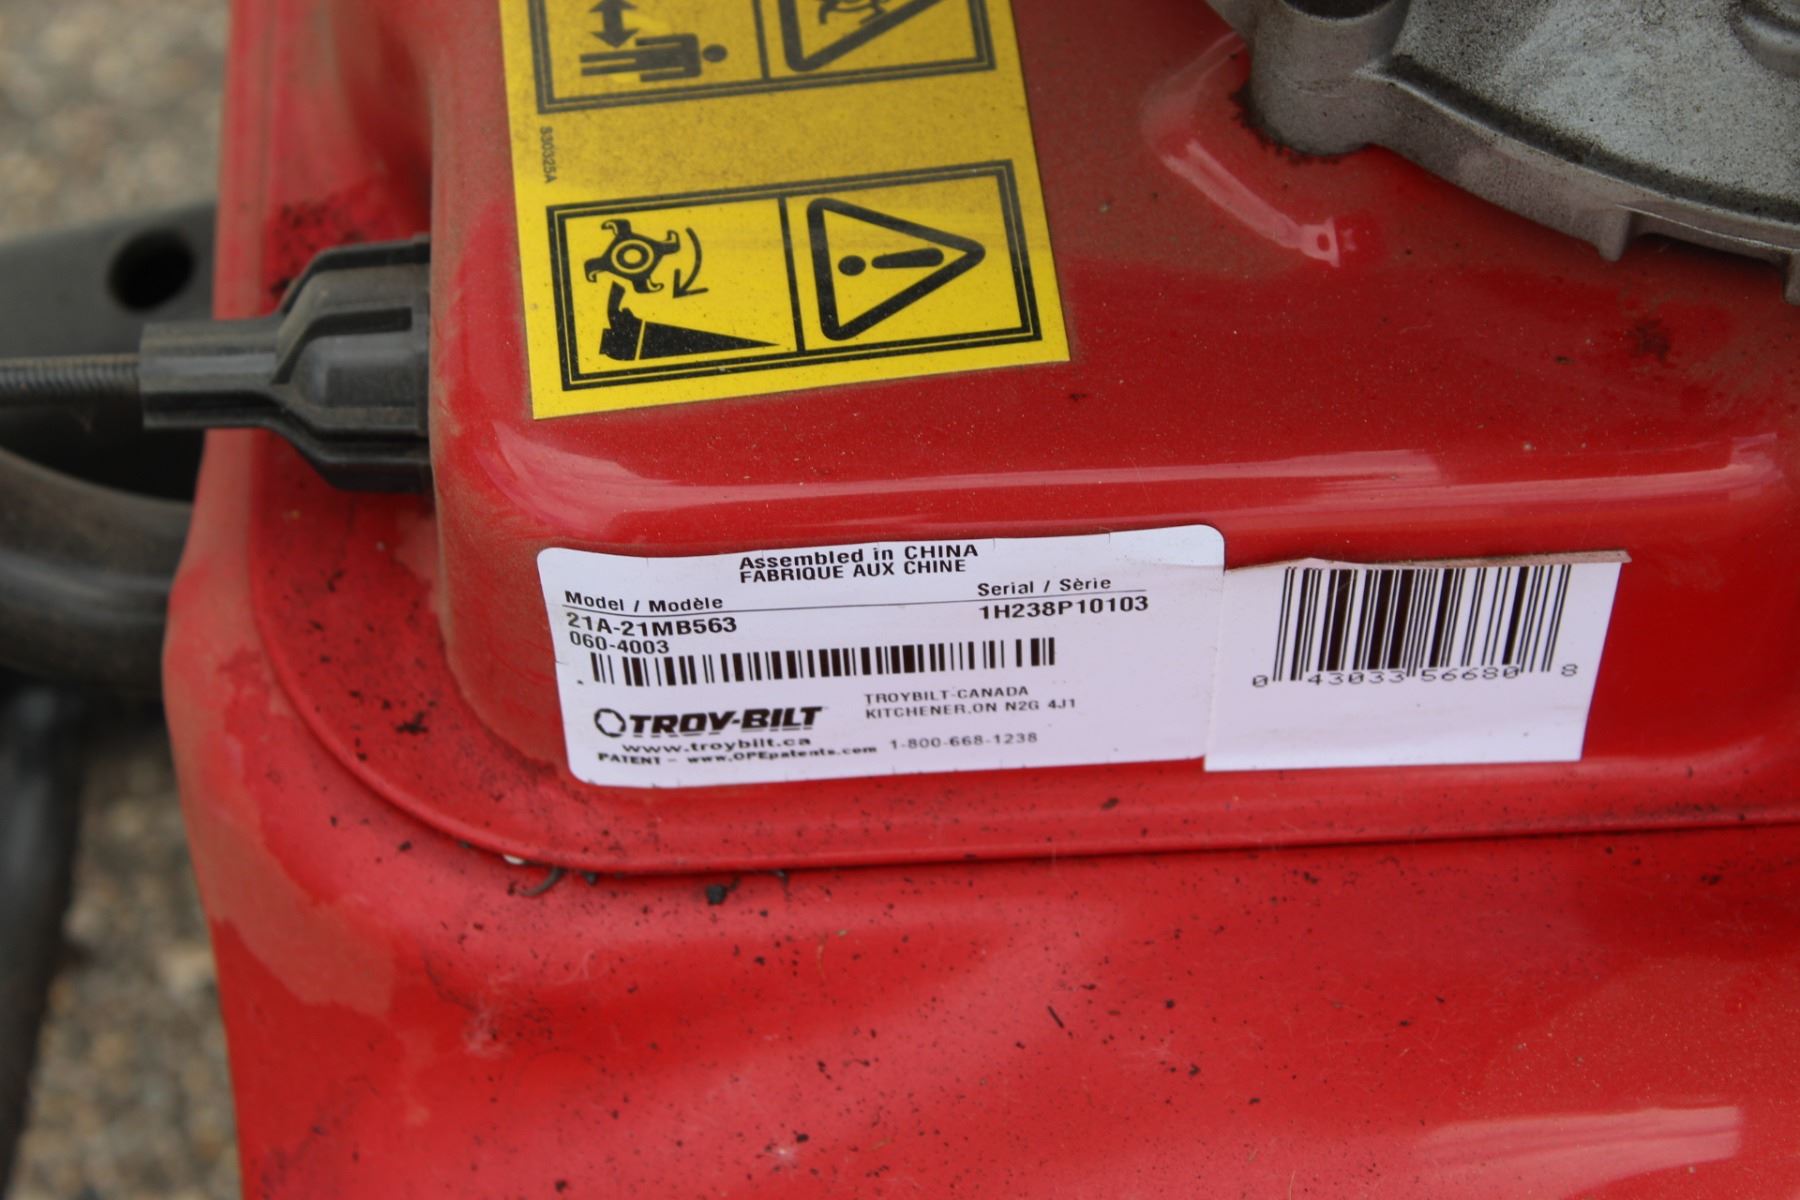 S30325A
Assembled in CHINA
FABRIQUE AUX CHINE
Model / Modèle Serial / Sèrie
21A-21MB563 1H238P10103
060-4003
TROY-BILT
TROYBILT-CANADA
KITCHENER,ON N2G 4J1
www.troybilt.ca 1-800-668-1238
PATENT - www.OPEpatents.com
0 43033 56680 8